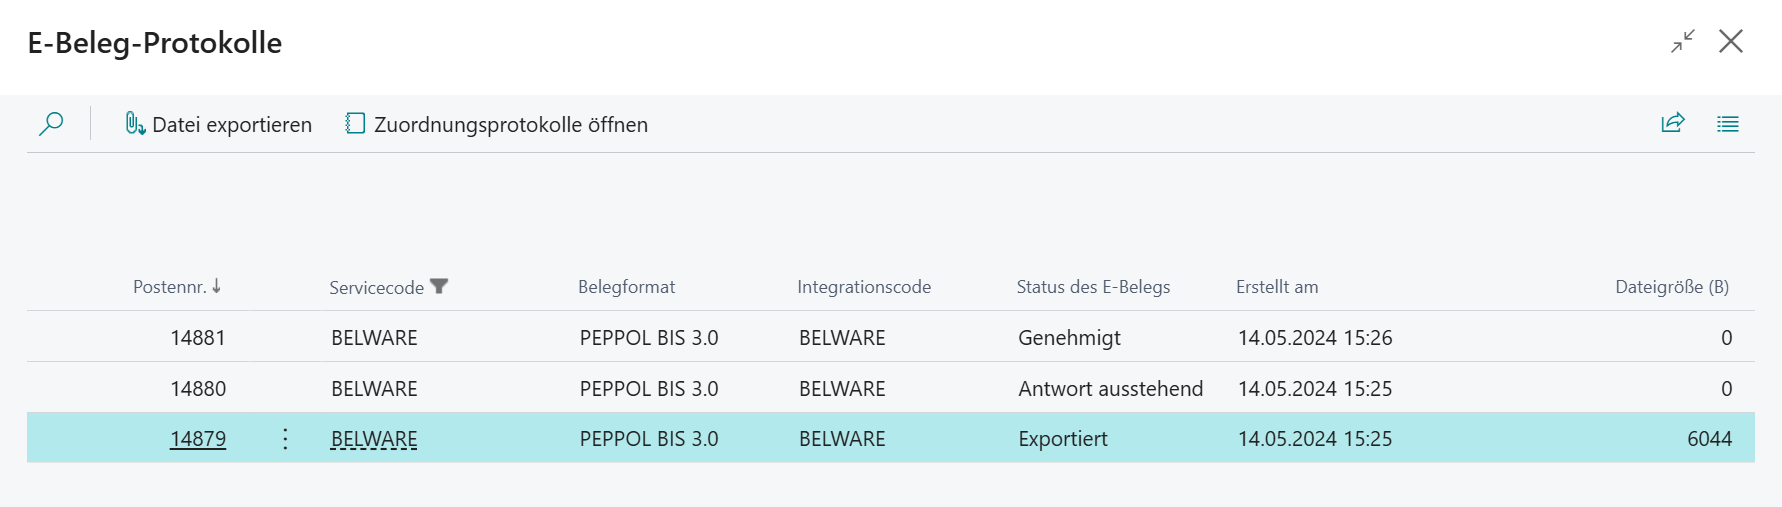 E-Beleg-Protokolle
Datei exportieren Zuordnungsprotokolle öffnen
Postennr. Servicecode Belegformat Integrationscode Status des E-Belegs Erstellt am Dateigröße (B)
14881 BELWARE PEPPOL BIS 3.0 BELWARE Genehmigt 14.05.2024 15:26 0
14880 BELWARE PEPPOL BIS 3.0 BELWARE Antwort ausstehend 14.05.2024 15:25 0
14879 BELWARE PEPPOL BIS 3.0 BELWARE Exportiert 14.05.2024 15:25 6044